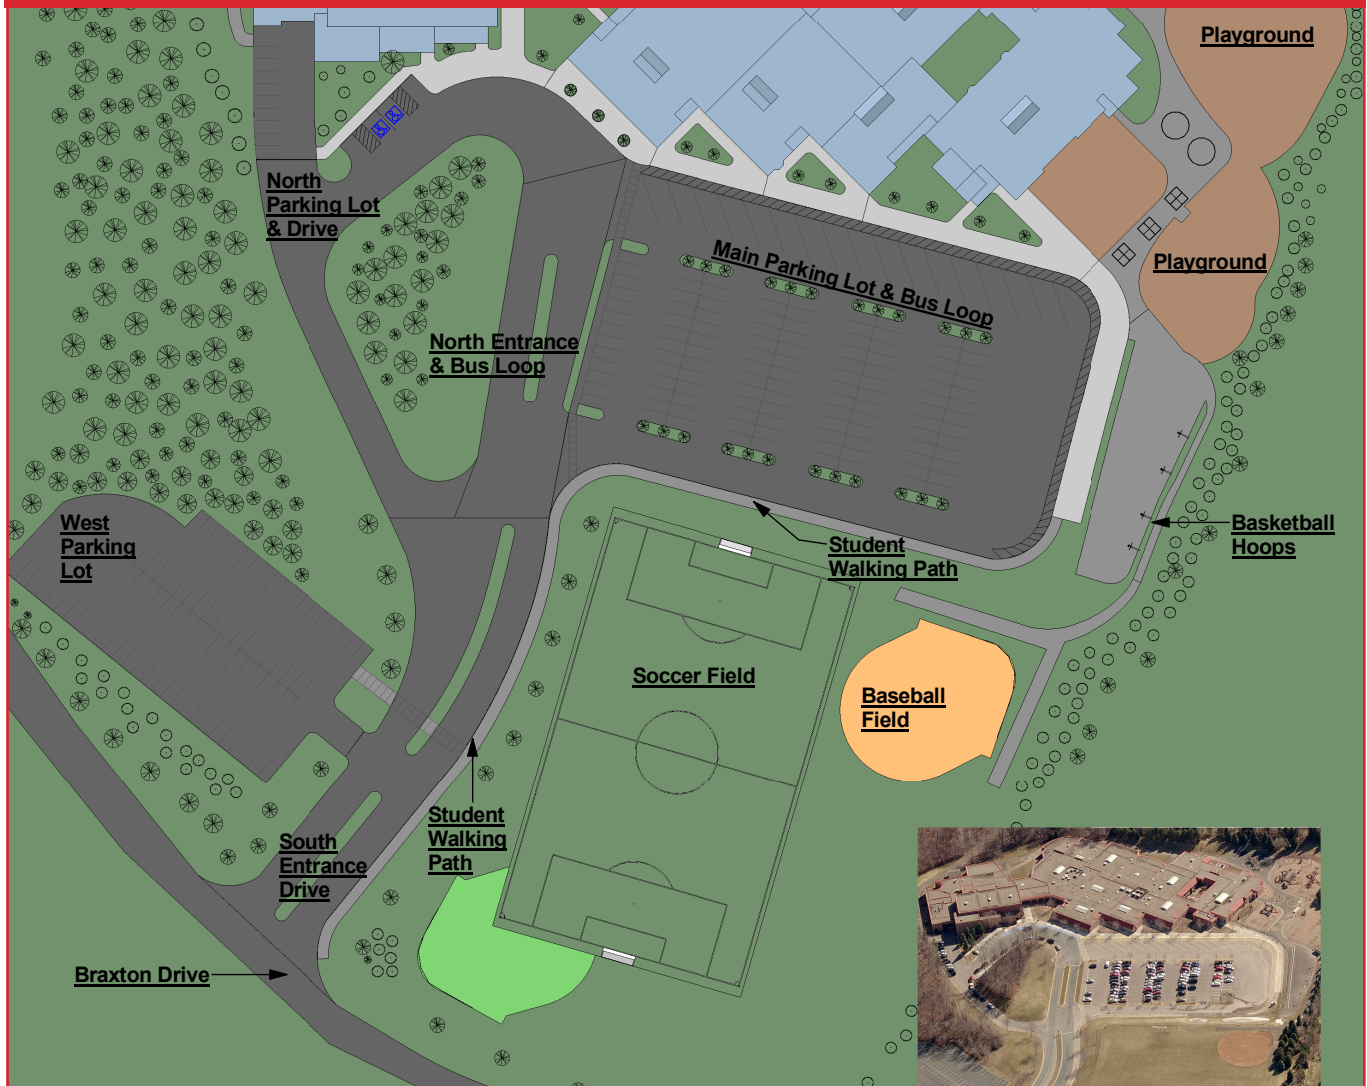 Playground
North
Parking Lot
& Drive
Main Parking Lot & Bus Loop
Playground
North Entrance
& Bus Loop
West
Parking
Lot
Student
Walking Path
Basketball
Hoops
Soccer Field
Baseball
Field
Student
Walking
Path
South
Entrance
Drive
Braxton Drive